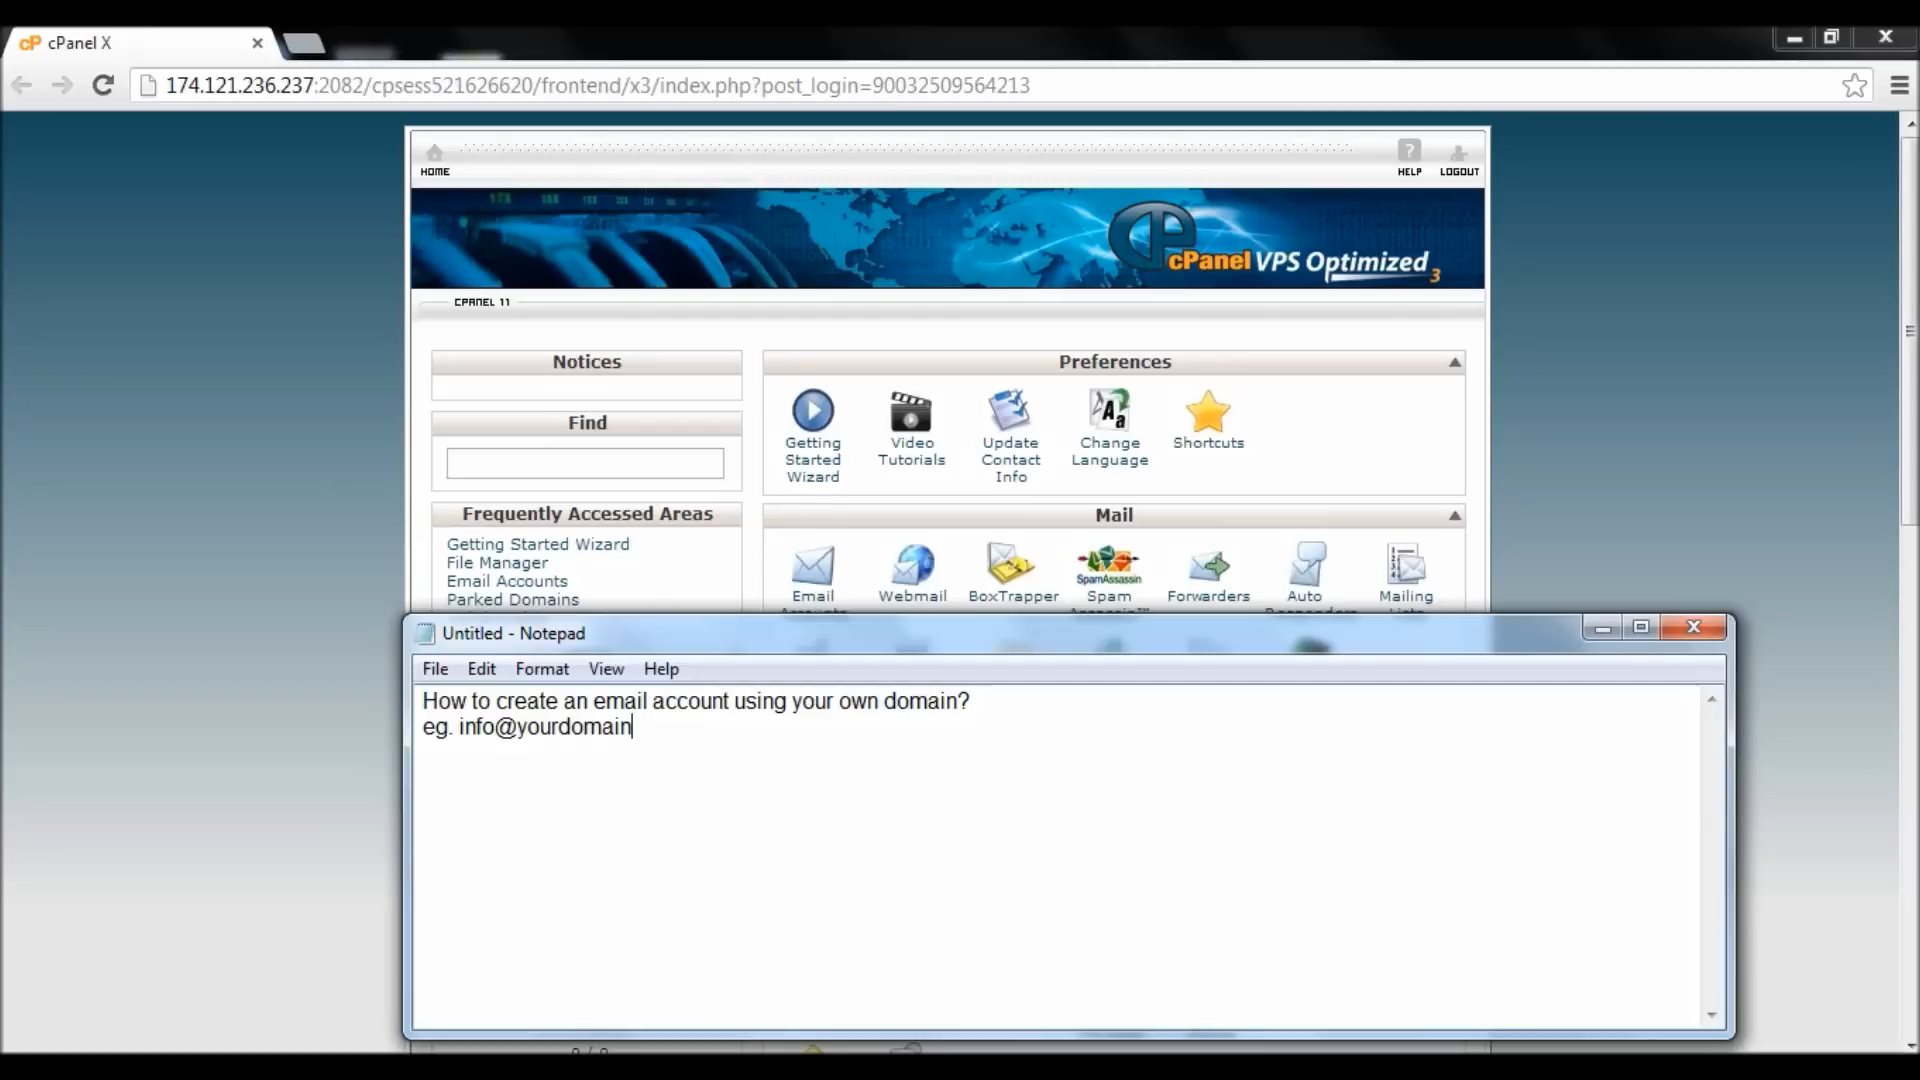 cPanel X
174.121.236.237:2082/cpsess521626620/frontend/x3/index.php?post_login=90032509564213
HOME
HELP
LOGOUT
cPanel VPS Optimized 3
CPANEL 11
Notices
Find
Frequently Accessed Areas
Getting Started Wizard
File Manager
Email Accounts
Parked Domains
Preferences
Getting Started Wizard
Video Tutorials
Update Contact Info
Change Language
Shortcuts
Mail
Email
Webmail
BoxTrapper
SpamAssassin
Spam
Forwarders
Auto
Mailing
Untitled - Notepad
File Edit Format View Help
How to create an email account using your own domain?
eg. info@yourdomain